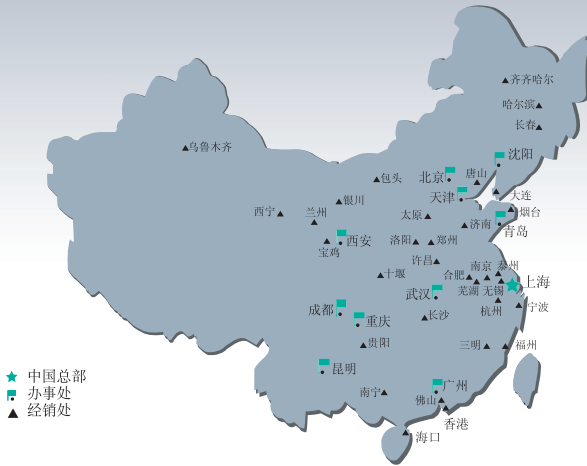 齐齐哈尔
哈尔滨
长春
乌鲁木齐
沈阳
北京
唐山
包头
天津
大连
银川
烟台
西宁
兰州
太原
济南
青岛
西安
洛阳
郑州
宝鸡
许昌
南京
泰州
十堰
合肥
上海
武汉
芜湖
无锡
杭州
宁波
成都
重庆
长沙
贵阳
三明
福州
昆明
中国总部
广州
办事处
南宁
佛山
经销处
香港
海口